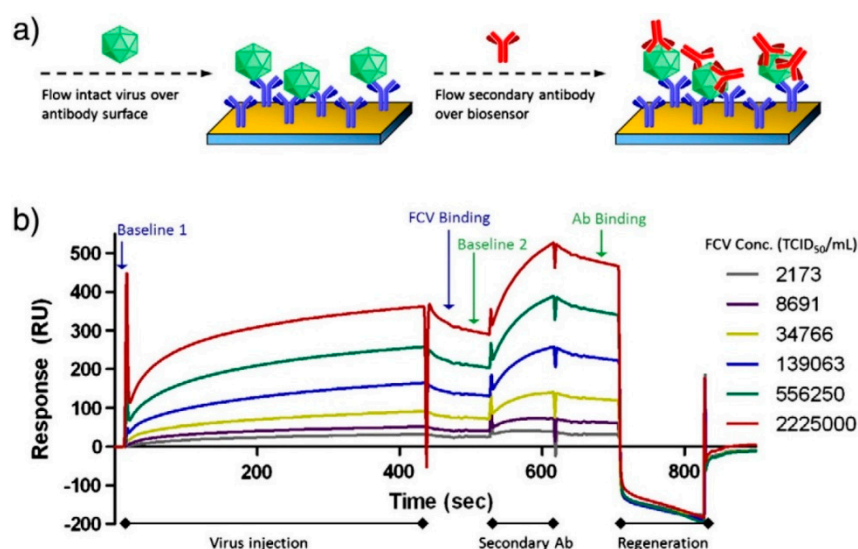 a)
Flow intact virus over
antibody surface
Flow secondary antibody
over biosensor
b)
Baseline 1
FCV Binding
Baseline 2
Ab Binding
FCV Conc. (TCID50/mL)
2173
8691
34766
139063
556250
2225000
Response (RU)
500
400
300
200
100
0
-100
-200
200
400
600
800
Time (sec)
Virus injection
Secondary Ab
Regeneration